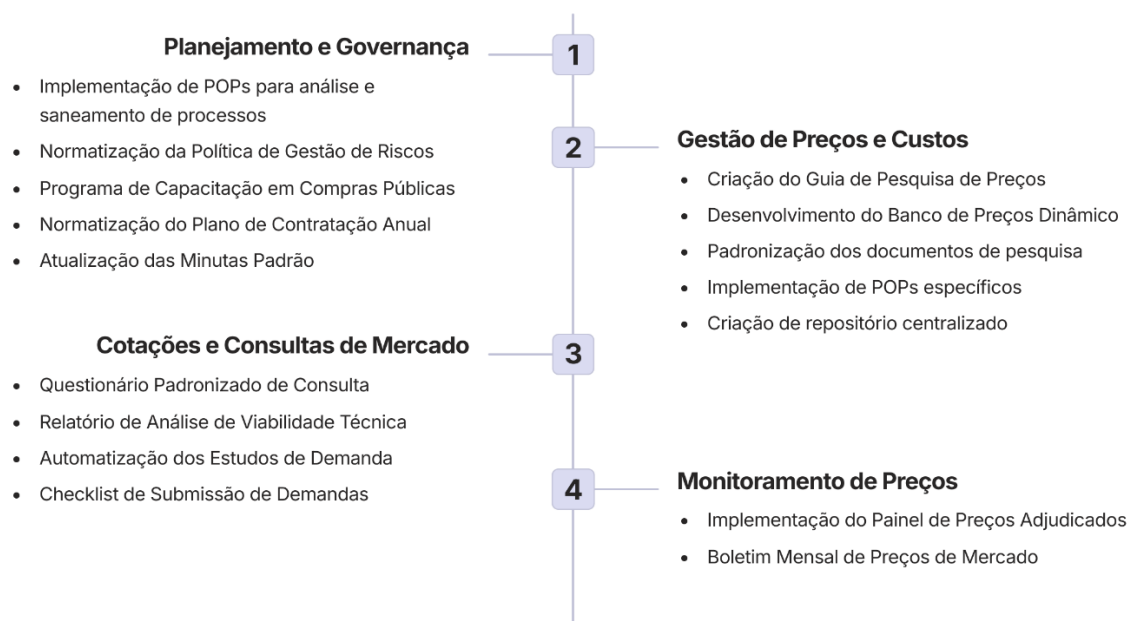 Planejamento e Governança
1
• Implementação de POPs para análise e
saneamento de processos
• Normatização da Política de Gestão de Riscos
• Programa de Capacitação em Compras Públicas
• Normatização do Plano de Contratação Anual
• Atualização das Minutas Padrão
2
Gestão de Preços e Custos
• Criação do Guia de Pesquisa de Preços
• Desenvolvimento do Banco de Preços Dinâmico
• Padronização dos documentos de pesquisa
• Implementação de POPs específicos
• Criação de repositório centralizado
Cotações e Consultas de Mercado
3
• Questionário Padronizado de Consulta
• Relatório de Análise de Viabilidade Técnica
• Automatização dos Estudos de Demanda
• Checklist de Submissão de Demandas
4
Monitoramento de Preços
• Implementação do Painel de Preços Adjudicados
• Boletim Mensal de Preços de Mercado